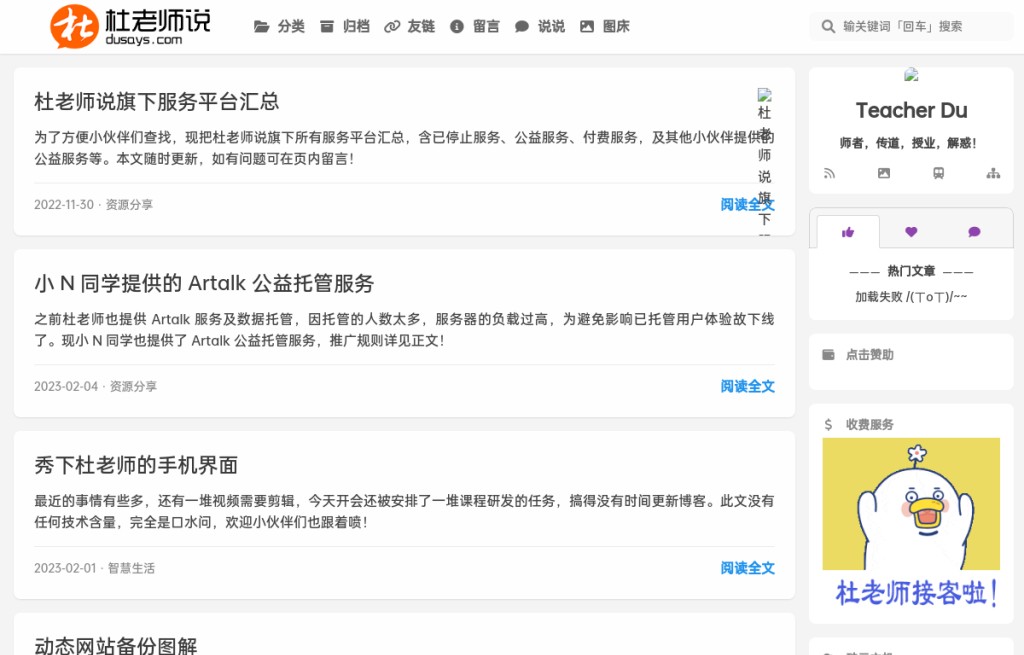 杜老师说
dusays.com
分类
归档
友链
留言
说说
图床
输关键词「回车」搜索
杜老师说旗下服务平台汇总
为了方便小伙伴们查找，现把杜老师说旗下所有服务平台汇总，含已停止服务、公益服务、付费服务，及其他小伙伴提供的
公益服务等。本文随时更新，如有问题可在页内留言！
杜
老
师
说
旗
下
2022-11-30 · 资源分享
阅读全文
小 N 同学提供的 Artalk 公益托管服务
之前杜老师也提供 Artalk 服务及数据托管，因托管的人数太多，服务器的负载过高，为避免影响已托管用户体验故下线
了。现小 N 同学也提供了 Artalk 公益托管服务，推广规则详见正文！
2023-02-04 · 资源分享
阅读全文
秀下杜老师的手机界面
最近的事情有些多，还有一堆视频需要剪辑，今天开会还被安排了一堆课程研发的任务，搞得没有时间更新博客。此文没有
任何技术含量，完全是口水问，欢迎小伙伴们也跟着喷！
2023-02-01 · 智慧生活
阅读全文
动态网站备份图解
Teacher Du
师者，传道，授业，解惑！
——— 热门文章 ———
加载失败 /(ㄒoㄒ)/~~
点击赞助
收费服务
杜老师接客啦！